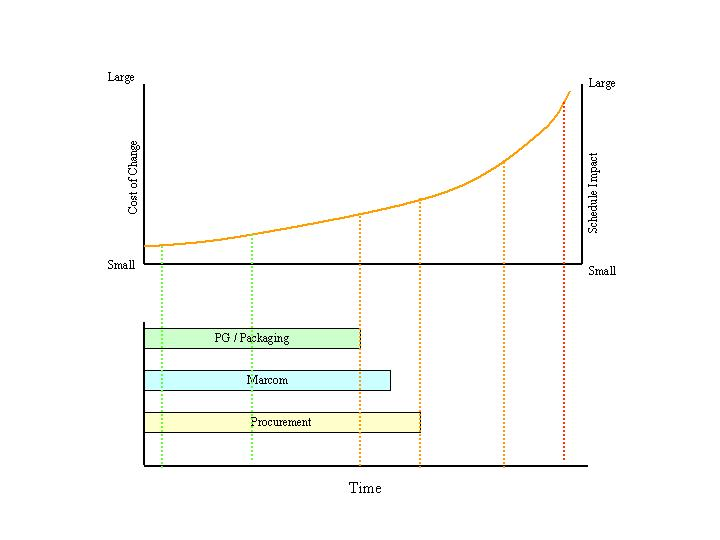 Large
Large
Cost of Change
Schedule Impact
Small
Small
PG / Packaging
Marcom
Procurement
Time